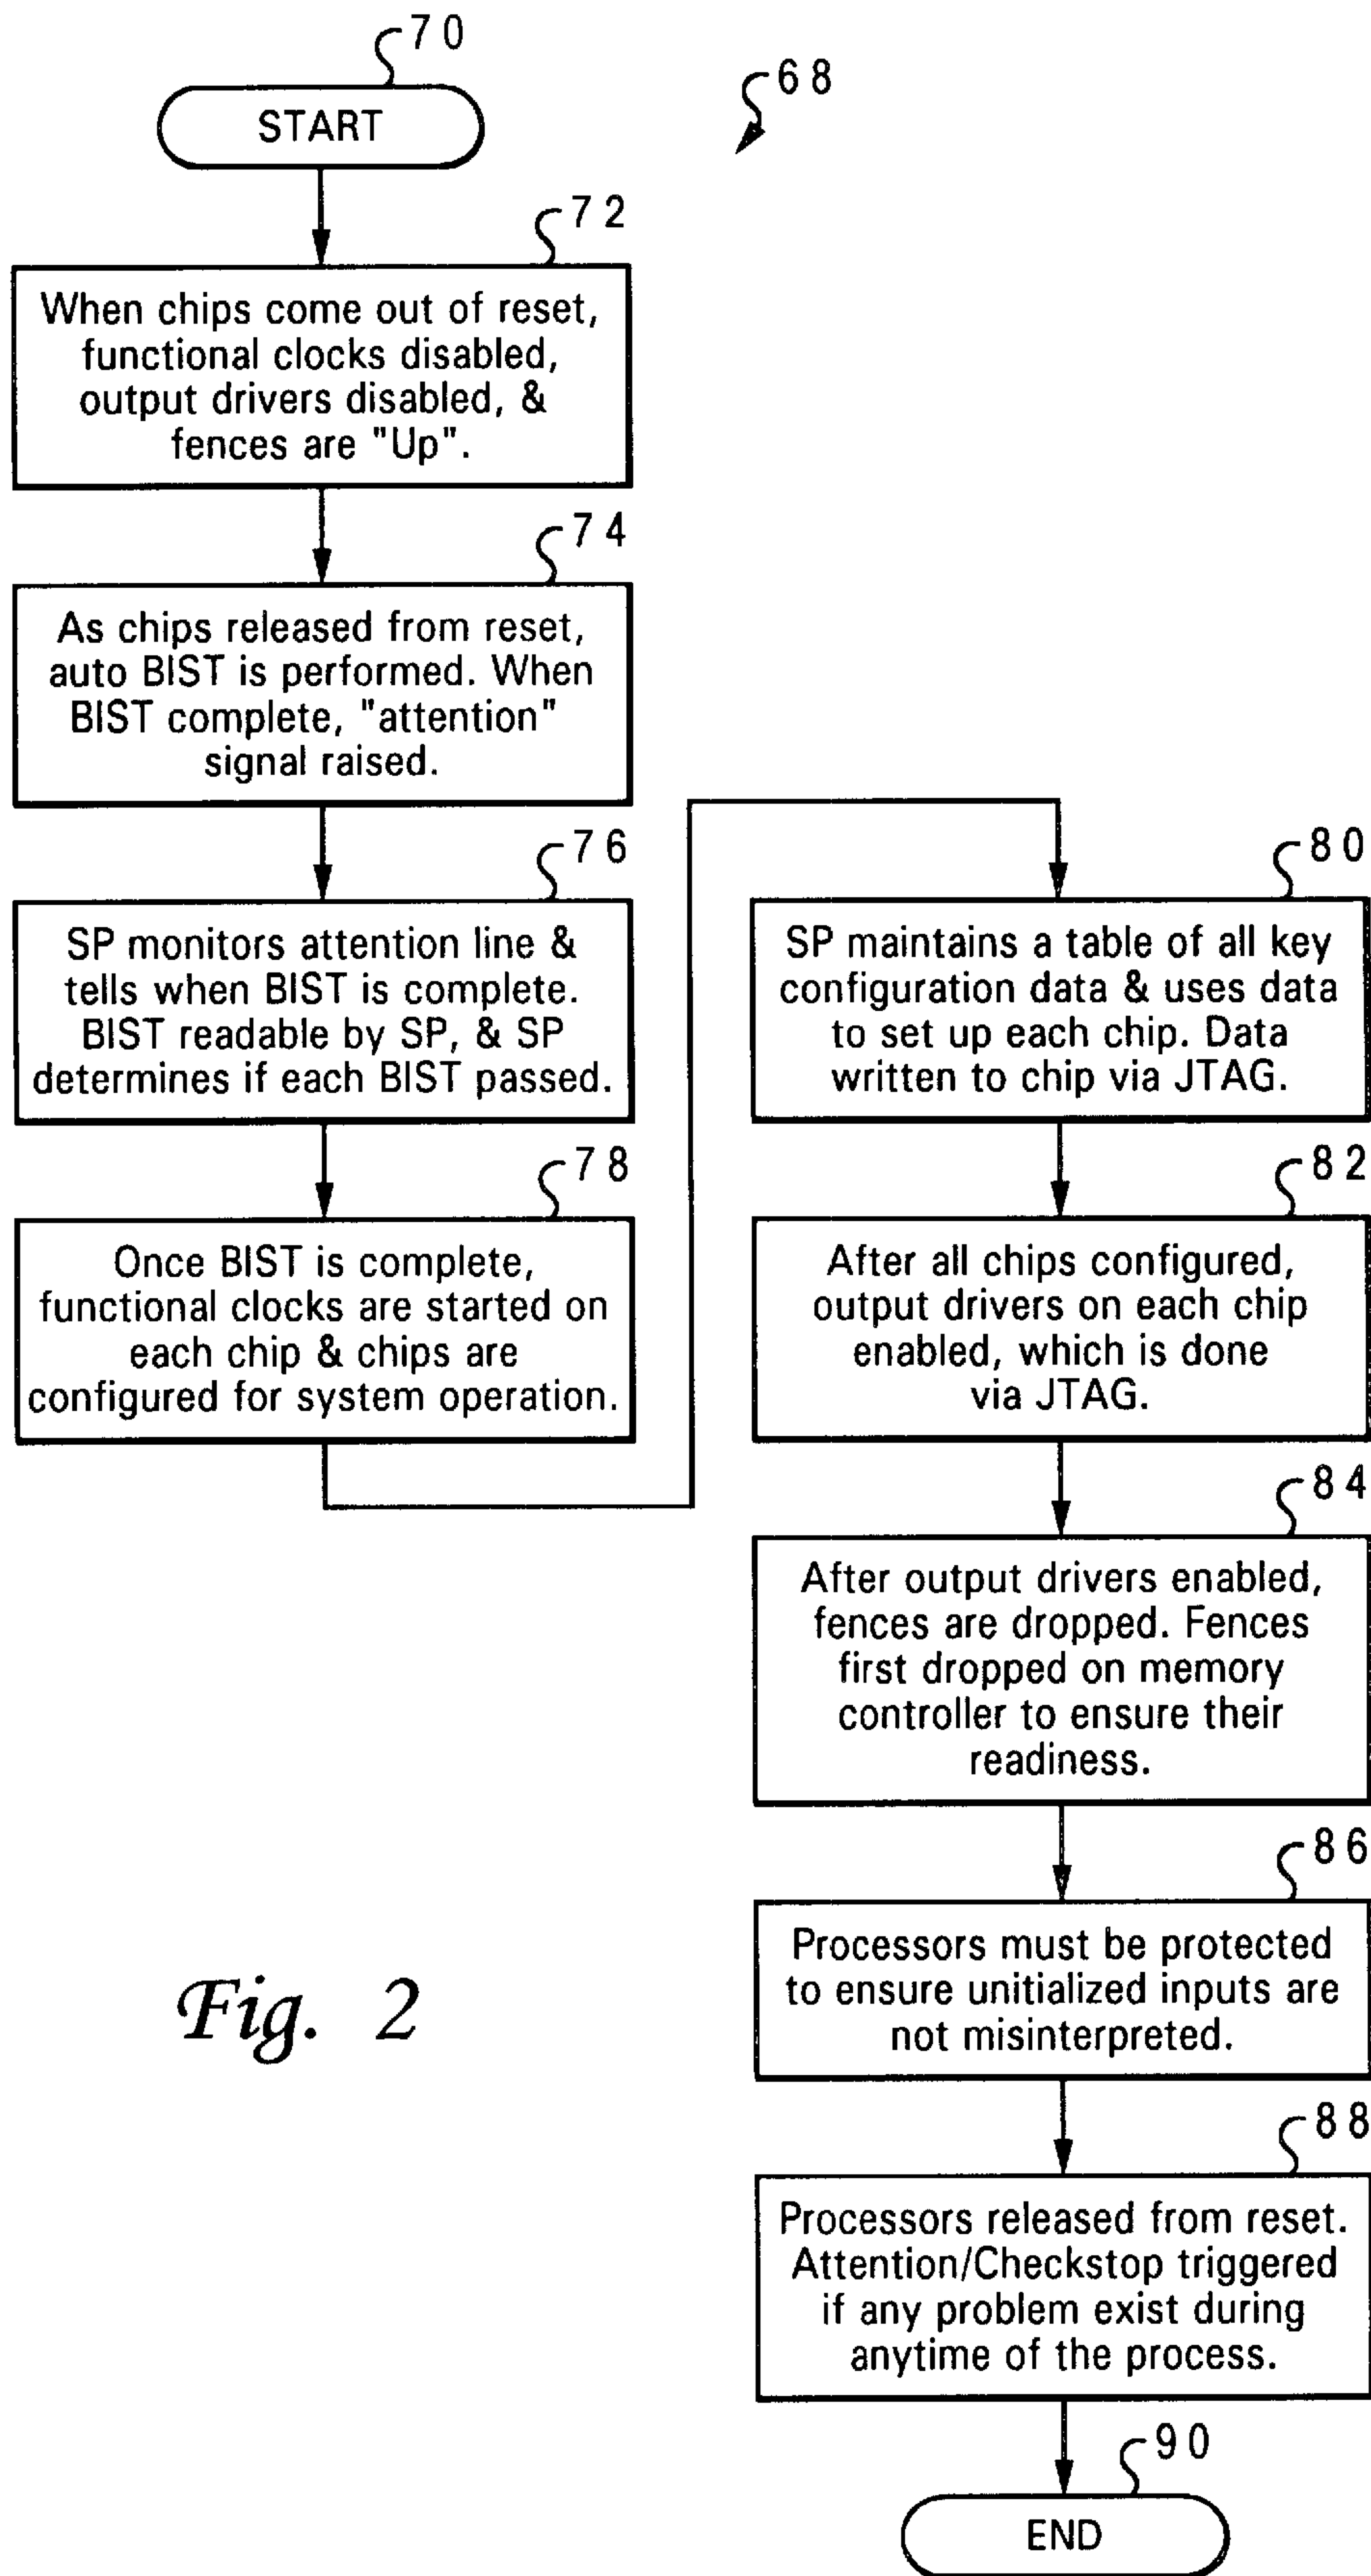 70
START
68
72
When chips come out of reset,
functional clocks disabled,
output drivers disabled, &
fences are "Up".
74
As chips released from reset,
auto BIST is performed. When
BIST complete, "attention"
signal raised.
76
SP monitors attention line &
tells when BIST is complete.
BIST readable by SP, & SP
determines if each BIST passed.
78
Once BIST is complete,
functional clocks are started on
each chip & chips are
configured for system operation.
80
SP maintains a table of all key
configuration data & uses data
to set up each chip. Data
written to chip via JTAG.
82
After all chips configured,
output drivers on each chip
enabled, which is done
via JTAG.
84
After output drivers enabled,
fences are dropped. Fences
first dropped on memory
controller to ensure their
readiness.
86
Processors must be protected
to ensure unitialized inputs are
not misinterpreted.
88
Processors released from reset.
Attention/Checkstop triggered
if any problem exist during
anytime of the process.
90
END
Fig. 2